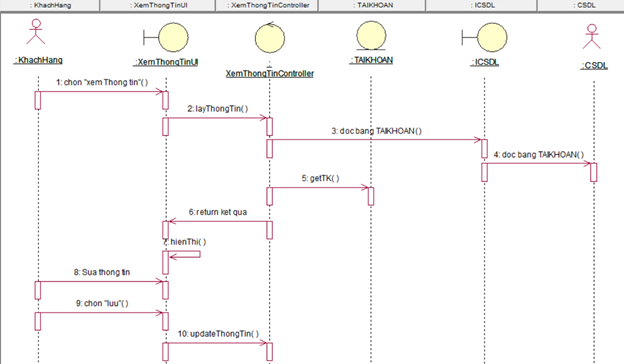 : KhachHang
: XemThongTinUI
: XemThongTinController
: TAIKHOAN
: ICSDL
: CSDL
: KhachHang
: XemThongTinUI
:
XemThongTinController
: TAIKHOAN
: ICSDL
: CSDL
1: chon "xem Thong tin"( )
2: layThongTin( )
3: doc bang TAIKHOAN( )
4: doc bang TAIKHOAN( )
5: getTK( )
6: return ket qua
7: hienThi( )
8: Sua thong tin
9: chon "luu"( )
10: updateThongTin( )